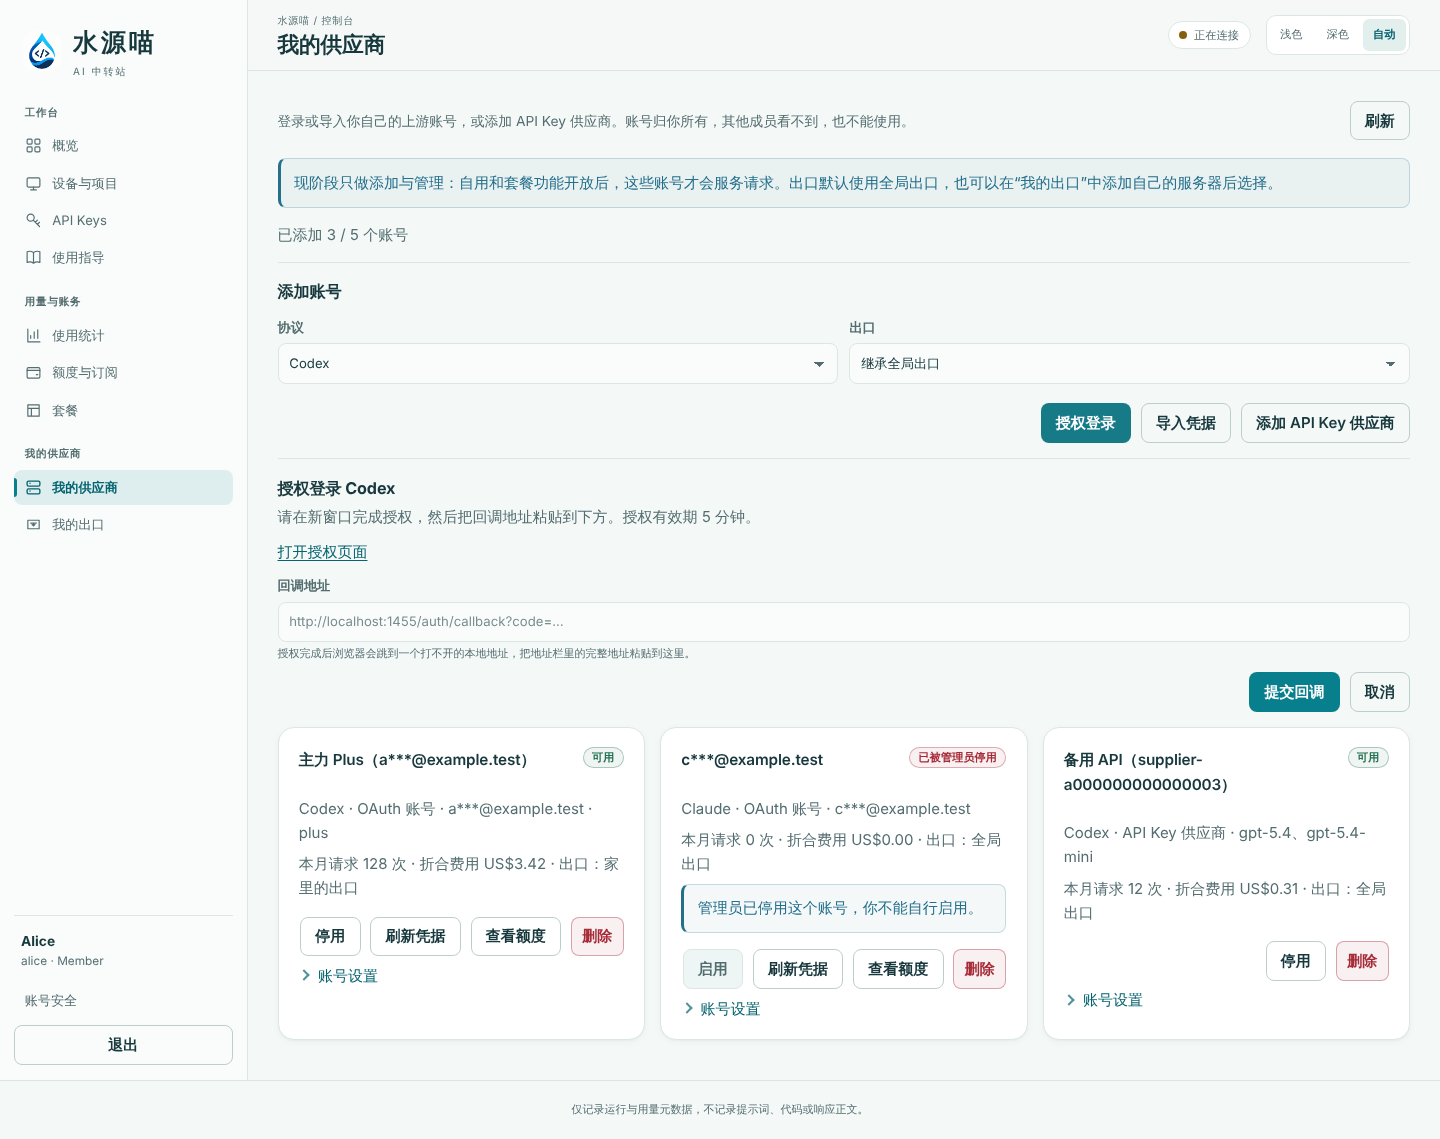 水源喵
AI 中转站
工作台
概览
设备与项目
API Keys
使用指导
用量与账务
使用统计
额度与订阅
套餐
我的供应商
我的供应商
我的出口
Alice
alice · Member
账号安全
退出
水源喵 / 控制台
我的供应商
正在连接
浅色 深色 自动
登录或导入你自己的上游账号，或添加 API Key 供应商。账号归你所有，其他成员看不到，也不能使用。
刷新
现阶段只做添加与管理：自用和套餐功能开放后，这些账号才会服务请求。出口默认使用全局出口，也可以在“我的出口”中添加自己的服务器后选择。
已添加 3 / 5 个账号
添加账号
协议
Codex
出口
继承全局出口
授权登录 导入凭据 添加 API Key 供应商
授权登录 Codex
请在新窗口完成授权，然后把回调地址粘贴到下方。授权有效期 5 分钟。
打开授权页面
回调地址
http://localhost:1455/auth/callback?code=...
授权完成后浏览器会跳到一个打不开的本地地址，把地址栏里的完整地址粘贴到这里。
提交回调 取消
主力 Plus（a***@example.test）
可用
Codex · OAuth 账号 · a***@example.test ·
plus
本月请求 128 次 · 折合费用 US$3.42 · 出口：家
里的出口
停用 刷新凭据 查看额度 删除
账号设置
c***@example.test
已被管理员停用
Claude · OAuth 账号 · c***@example.test
本月请求 0 次 · 折合费用 US$0.00 · 出口：全局
出口
管理员已停用这个账号，你不能自行启用。
启用 刷新凭据 查看额度 删除
账号设置
备用 API（supplier-
a000000000000003）
可用
Codex · API Key 供应商 · gpt-5.4、gpt-5.4-
mini
本月请求 12 次 · 折合费用 US$0.31 · 出口：全局
出口
停用 删除
账号设置
仅记录运行与用量元数据，不记录提示词、代码或响应正文。